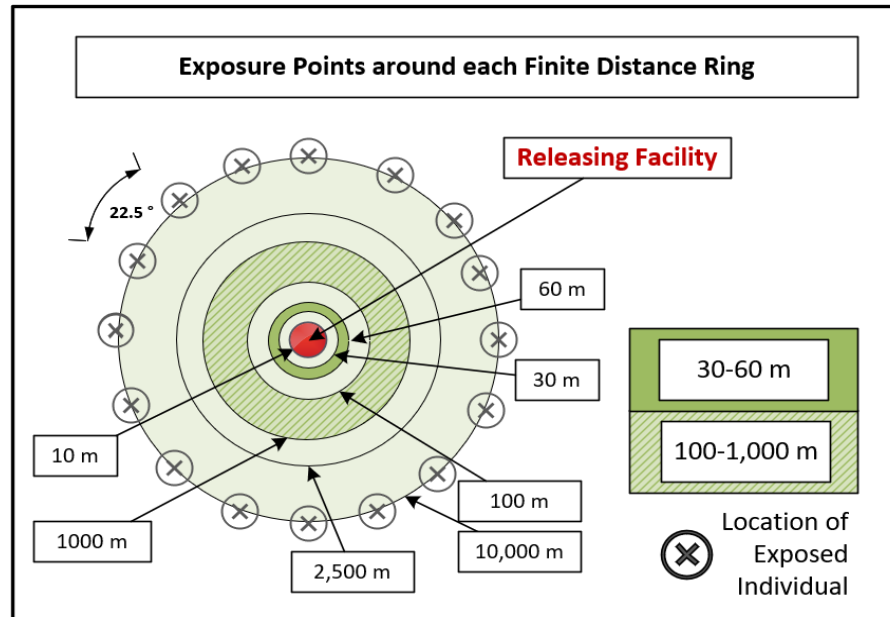 Exposure Points around each Finite Distance Ring
Releasing Facility
22.5 °
60 m
30 m
30-60 m
100-1,000 m
10 m
100 m
1000 m
10,000 m
2,500 m
Location of
Exposed
Individual